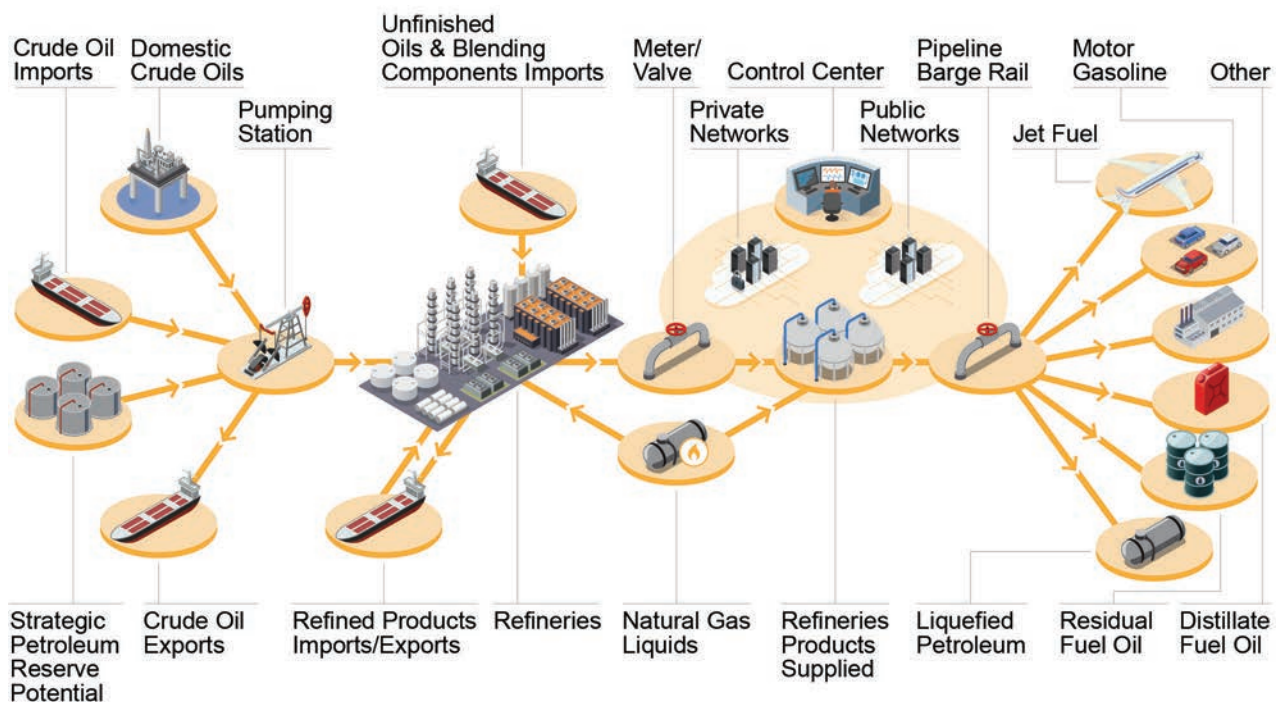 Crude Oil
Imports
Domestic
Crude Oils
Pumping
Station
Unfinished
Oils & Blending
Components Imports
Meter/
Valve
Control Center
Private
Networks
Public
Networks
Pipeline
Barge Rail
Motor
Gasoline
Jet Fuel
Other
Strategic
Petroleum
Reserve
Potential
Crude Oil
Exports
Refined Products
Imports/Exports
Refineries
Natural Gas
Liquids
Refineries
Products
Supplied
Liquefied
Petroleum
Residual
Fuel Oil
Distillate
Fuel Oil